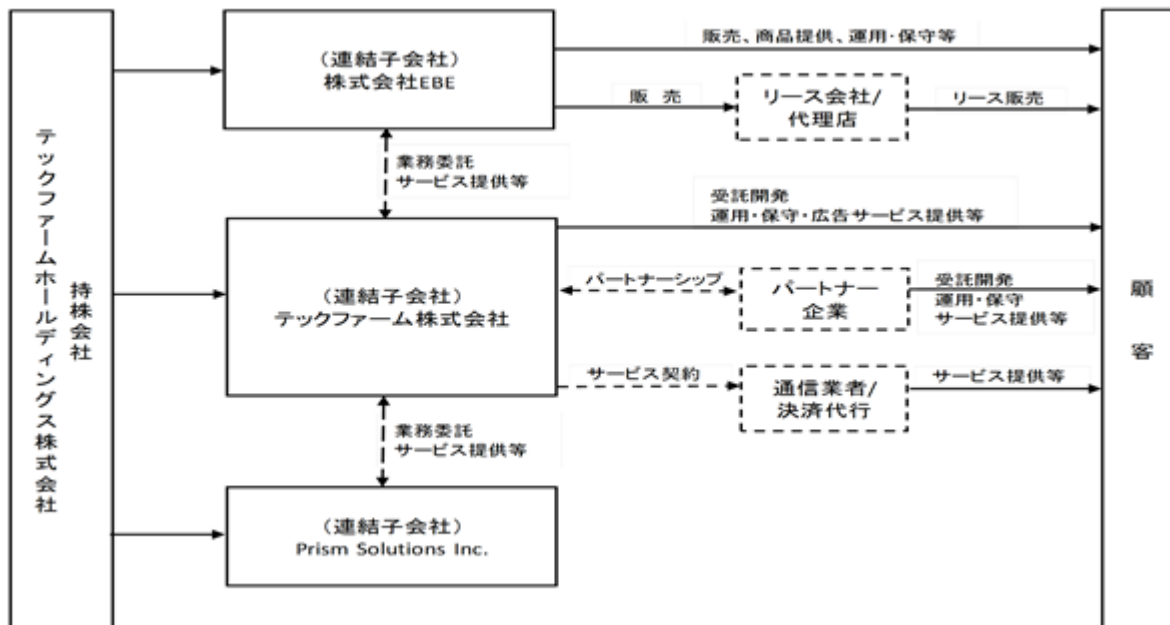 テックファームホールディングス株式会社
持株会社
（連結子会社）
株式会社EBE
販売、商品提供、運用・保守等
販 売
リース会社/
代理店
リース販売
業務委託
サービス提供等
受託開発
運用・保守・広告サービス提供等
（連結子会社）
テックファーム株式会社
パートナーシップ
パートナー
企業
受託開発
運用・保守
サービス提供等
サービス契約
通信業者/
決済代行
サービス提供等
業務委託
サービス提供等
（連結子会社）
Prism Solutions Inc.
顧 客